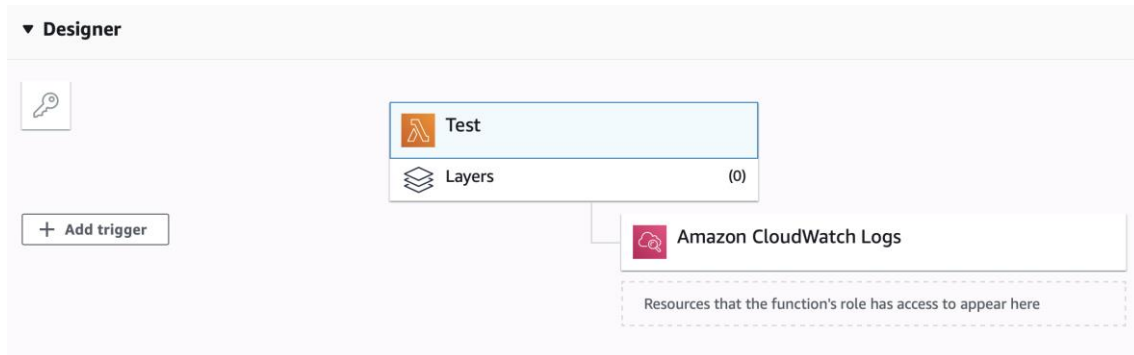 Designer
Test
Layers (0)
+ Add trigger
Amazon CloudWatch Logs
Resources that the function's role has access to appear here